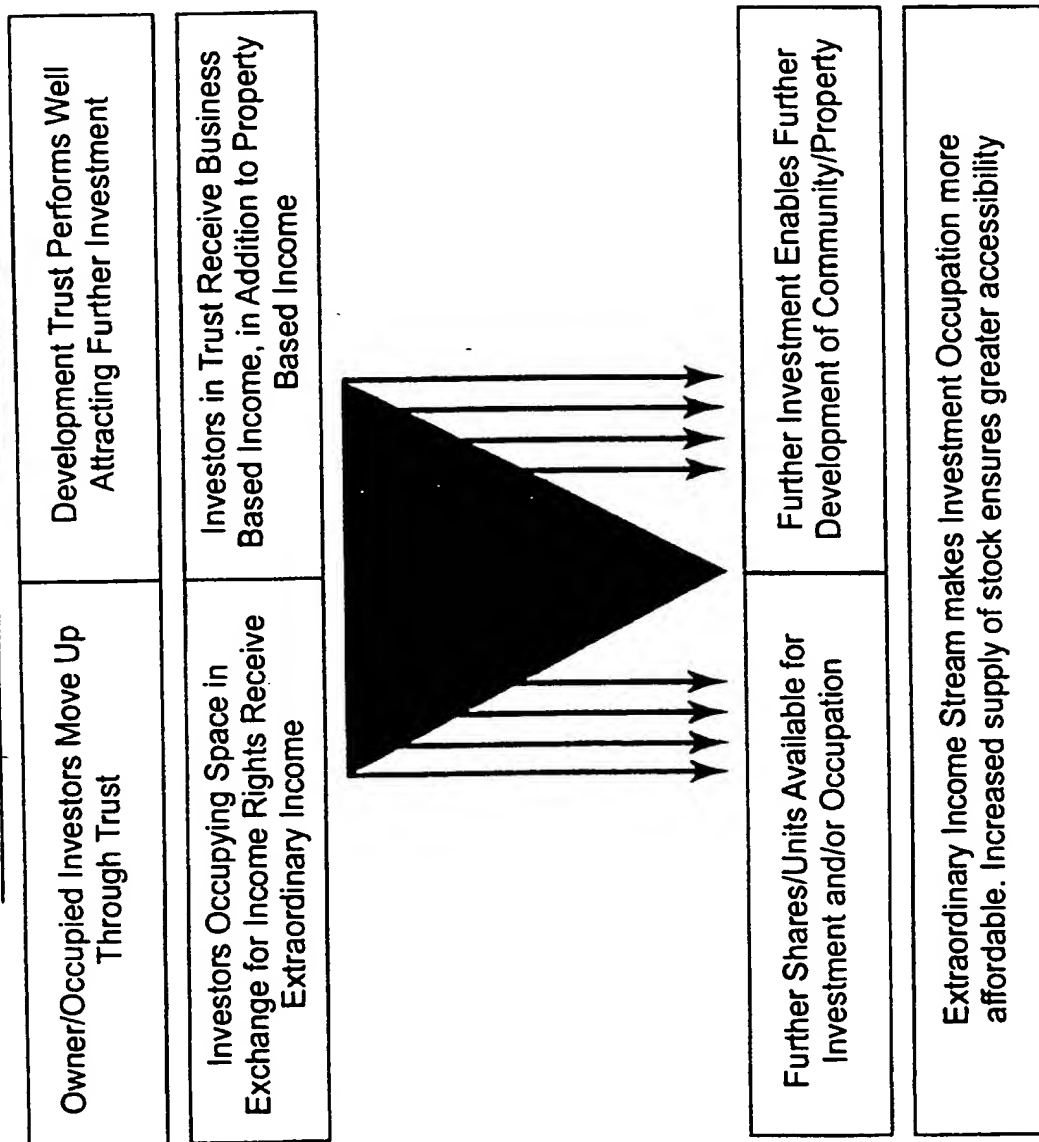 Owner/Occupied Investors Move Up
Through Trust
Development Trust Performs Well
Attracting Further Investment
Investors Occupying Space in
Exchange for Income Rights Receive
Extraordinary Income
Investors in Trust Receive Business
Based Income, in Addition to Property
Based Income
Further Shares/Units Available for
Investment and/or Occupation
Further Investment Enables Further
Development of Community/Property
Extraordinary Income Stream makes Investment Occupation more
affordable. Increased supply of stock ensures greater accessibility